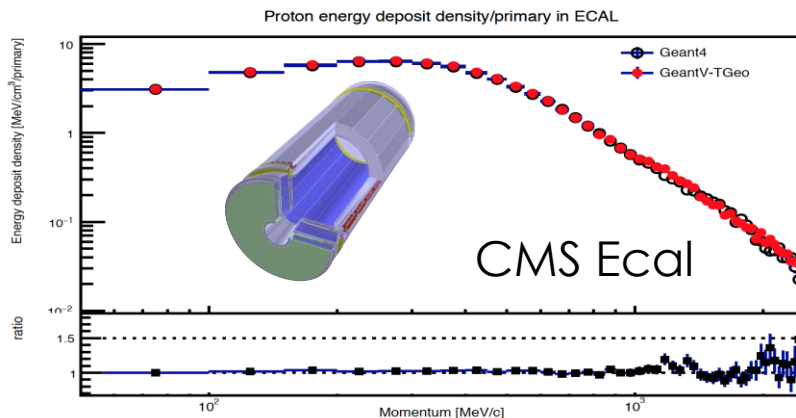 Proton energy deposit density/primary in ECAL
Energy deposit density [MeV/cm³/primary]
10
1
10⁻¹
10⁻²
Geant4
GeantV-TGeo
CMS Ecal
ratio
1.5
1
10²
10³
Momentum [MeV/c]